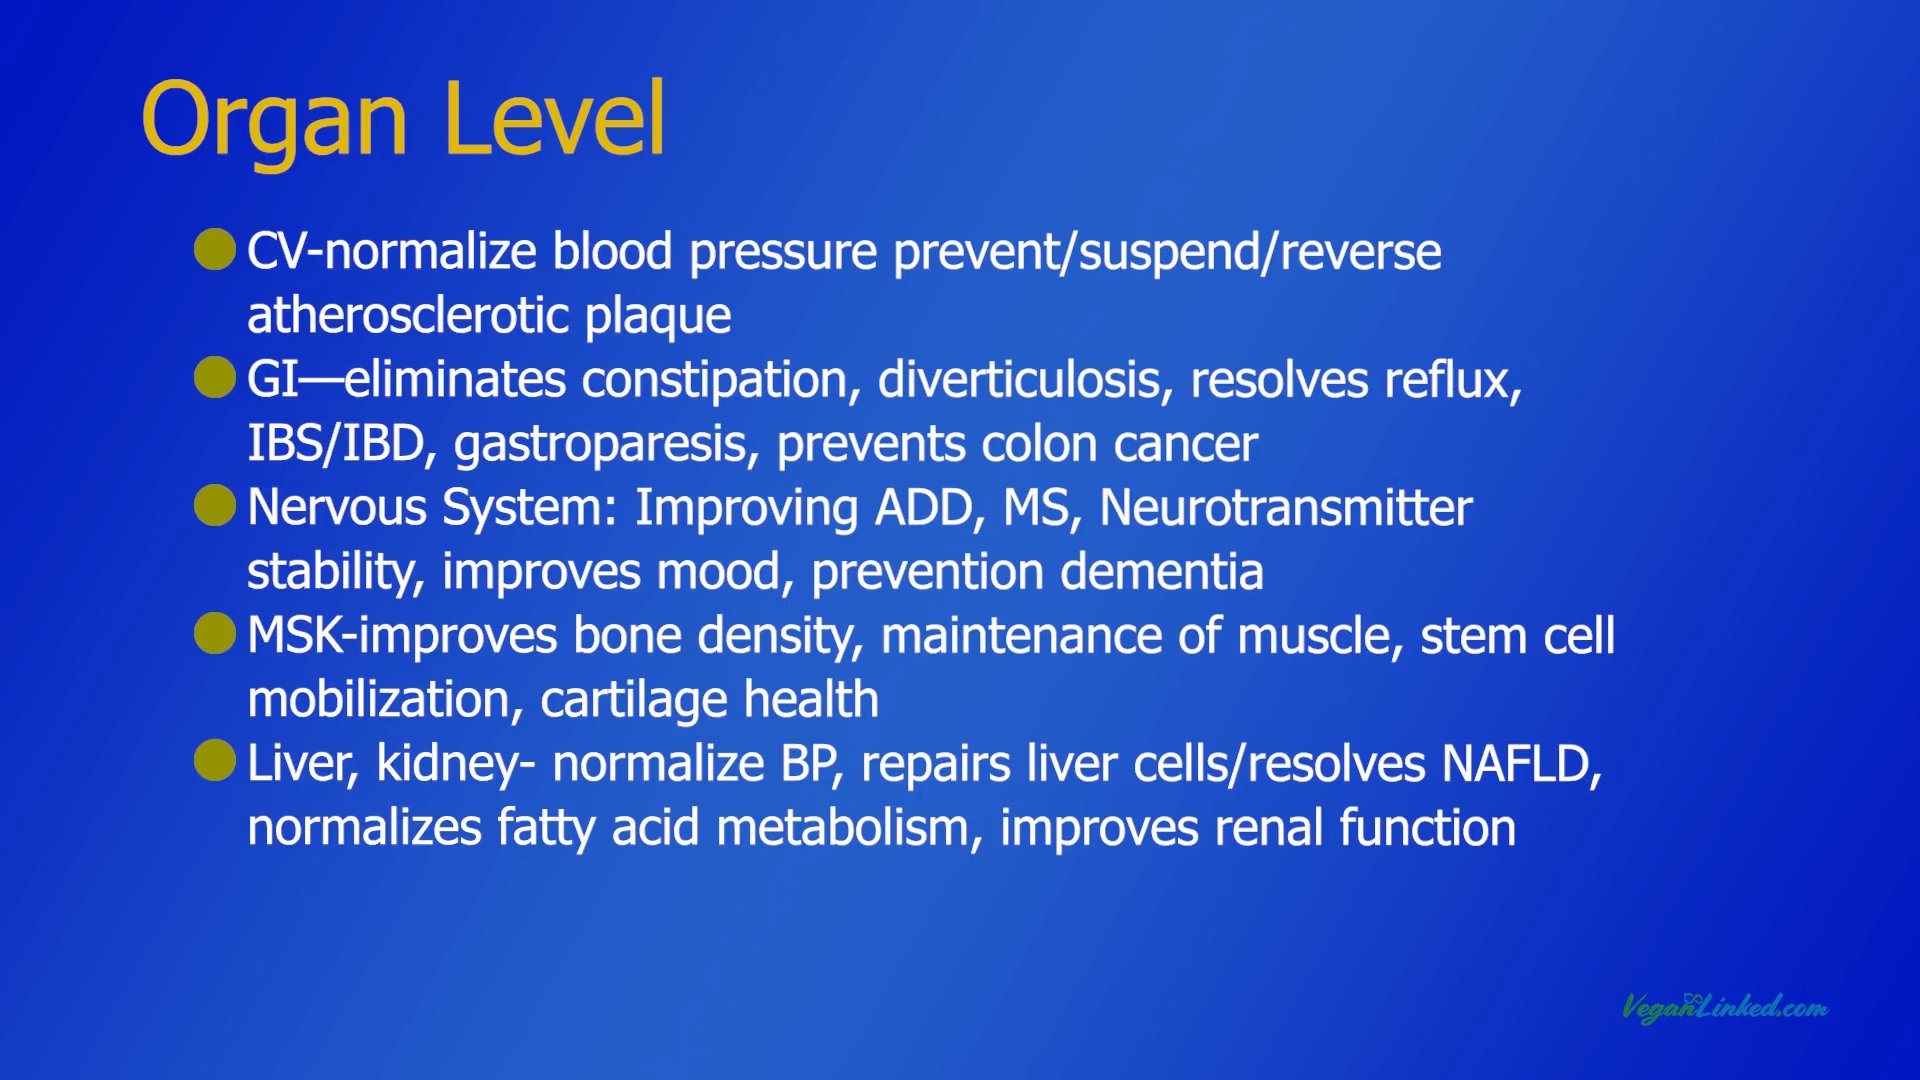 Organ Level
CV-normalize blood pressure prevent/suspend/reverse
atherosclerotic plaque
GI—eliminates constipation, diverticulosis, resolves reflux,
IBS/IBD, gastroparesis, prevents colon cancer
Nervous System: Improving ADD, MS, Neurotransmitter
stability, improves mood, prevention dementia
MSK-improves bone density, maintenance of muscle, stem cell
mobilization, cartilage health
Liver, kidney- normalize BP, repairs liver cells/resolves NAFLD,
normalizes fatty acid metabolism, improves renal function
VeganLinked.com